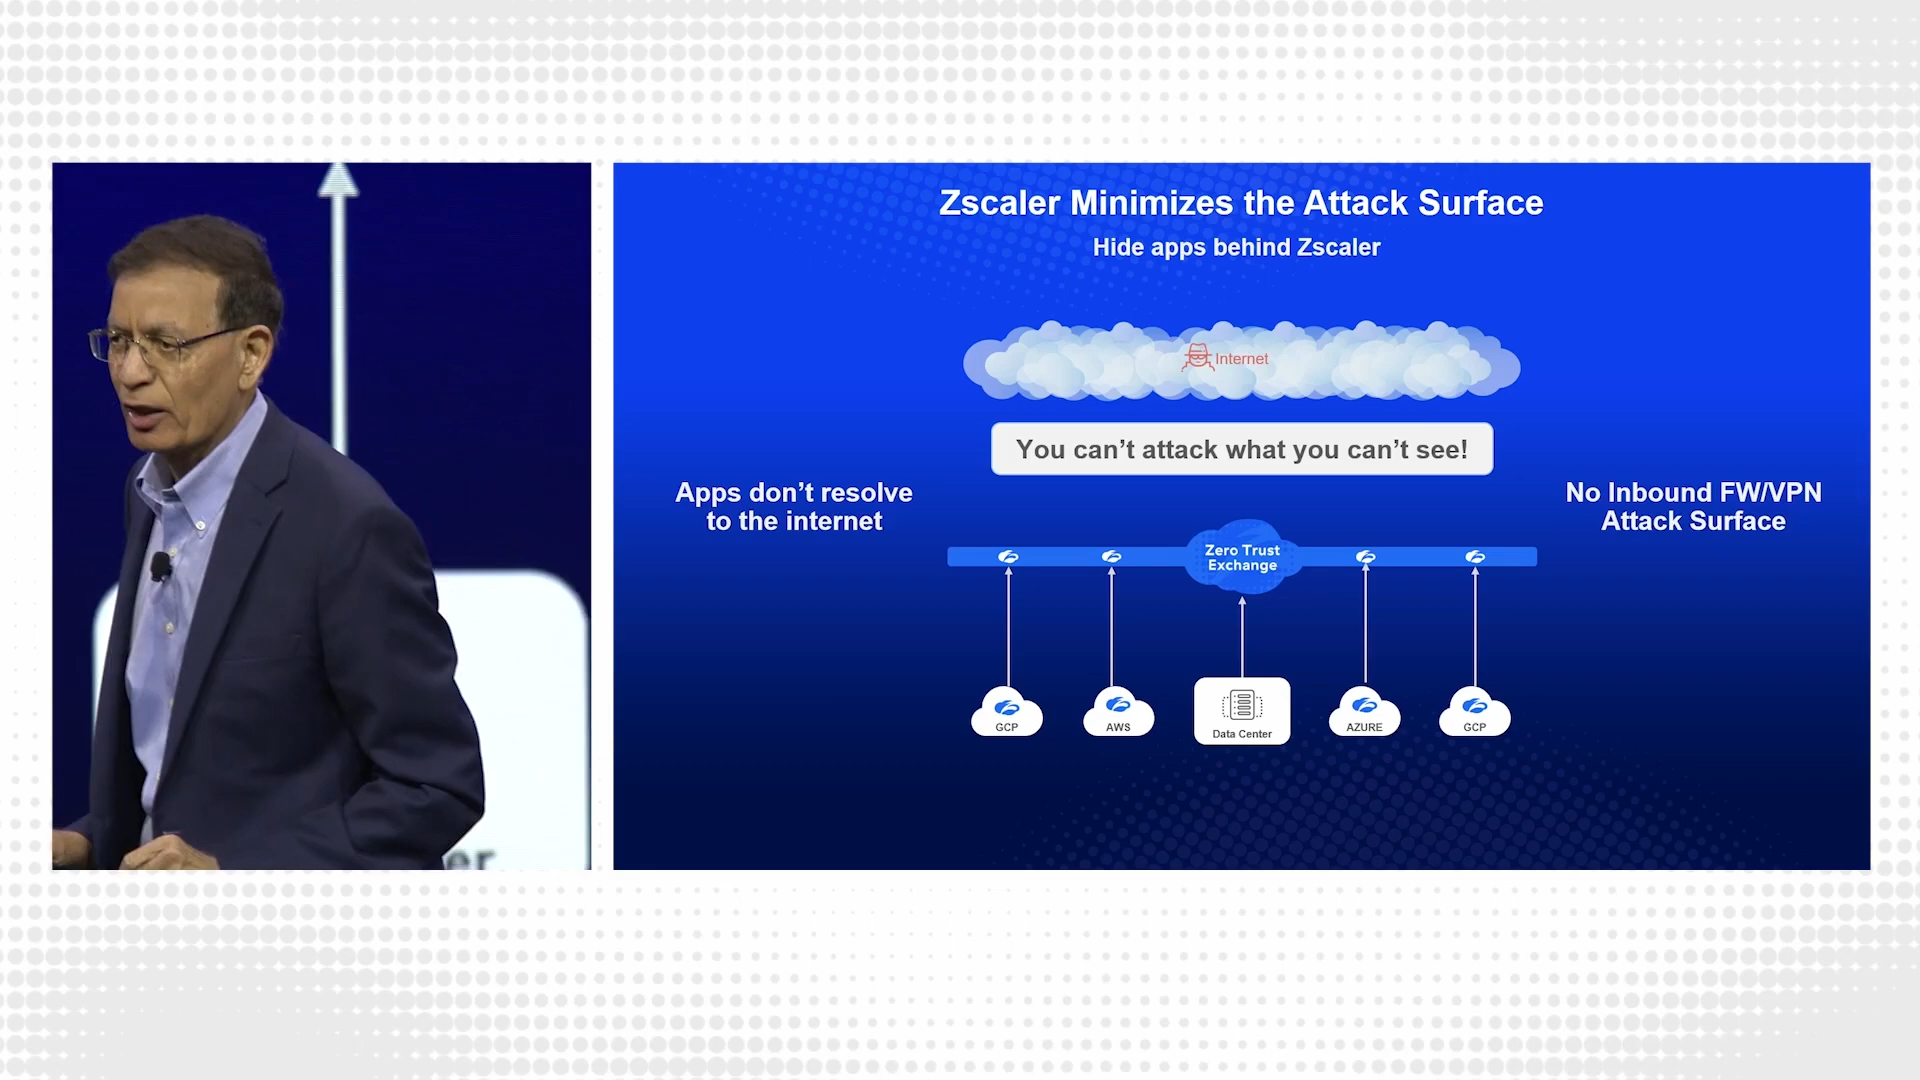 Zscaler Minimizes the Attack Surface
Hide apps behind Zscaler
Internet
You can’t attack what you can’t see!
Apps don’t resolve
to the internet
No Inbound FW/VPN
Attack Surface
Zero Trust
Exchange
GCP
AWS
Data Center
AZURE
GCP
er